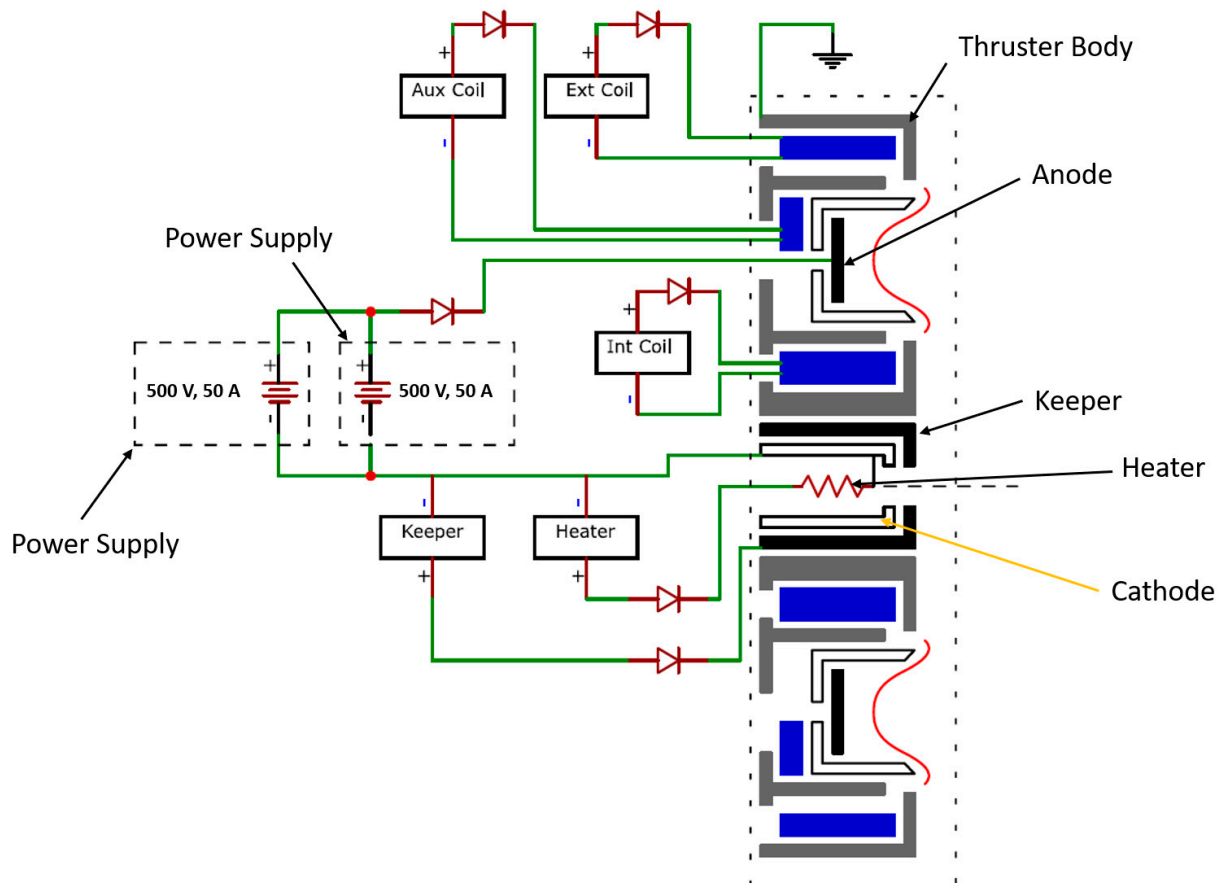 Thruster Body
+
+
Aux Coil
Ext Coil
-
-
Anode
Power Supply
+
Int Coil
-
+
+
500 V, 50 A
500 V, 50 A
-
-
Keeper
Heater
-
-
Keeper
Heater
Power Supply
+
+
Cathode